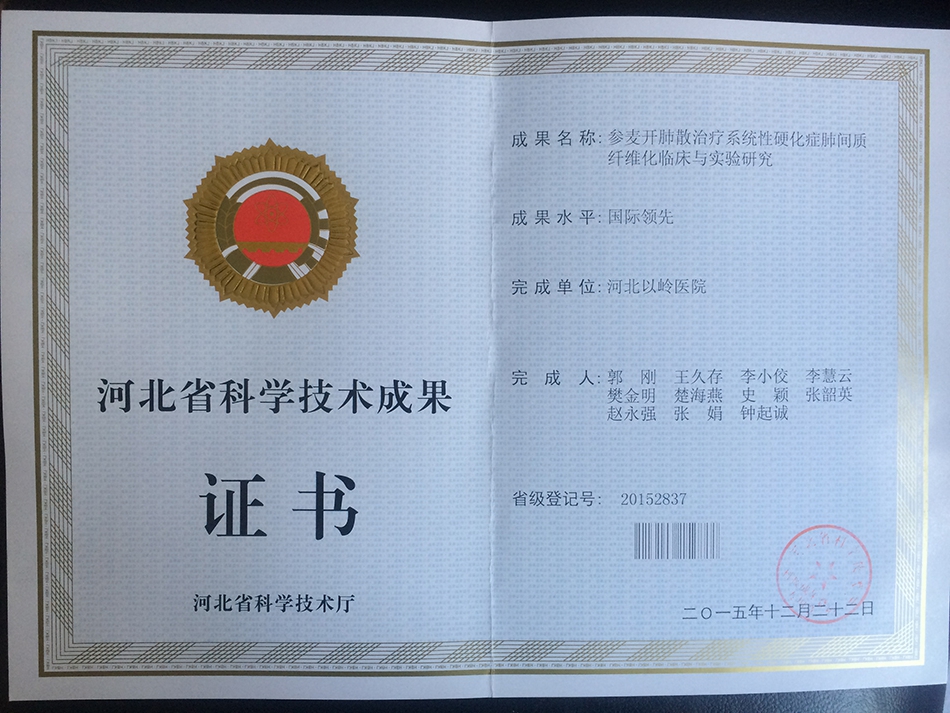 河北省科学技术成果
证书
河北省科学技术厅
成果名称：参麦开肺散治疗系统性硬化症肺间质
纤维化临床与实验研究
成果水平：国际领先
完成单位：河北以岭医院
完成人：郭刚 王久存 李小佼 李慧云
樊金明 楚海燕 史颖 张韶英
赵永强 张娟 钟起诚
省级登记号： 20152837
二〇一五年十二月二十二日